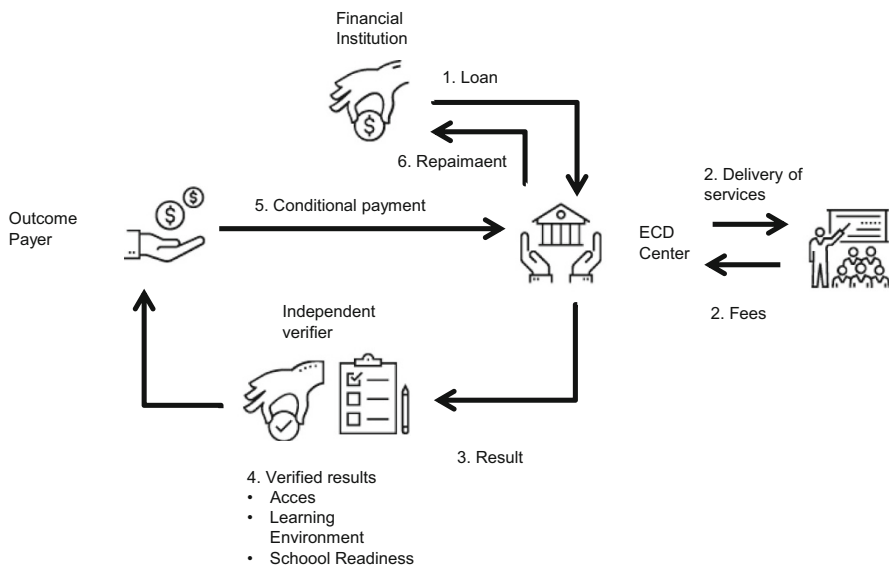 Financial
Institution
1. Loan
6. Repaimaent
2. Delivery of
services
Outcome
Payer
5. Conditional payment
ECD
Center
2. Fees
Independent
verifier
3. Result
4. Verified results
• Acces
• Learning
Environment
• Schoool Readiness